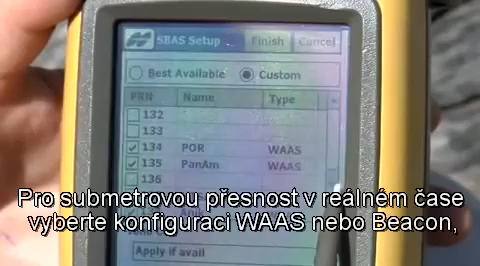 SBAS Setup Finish Cancel
Best Available Custom
PRN Name Type
132
133
134 POR WAAS
135 PanAm WAAS
136
Pro submetrovou přesnost v reálném čase
vyberte konfiguraci WAAS nebo Beacon,
Apply if avail